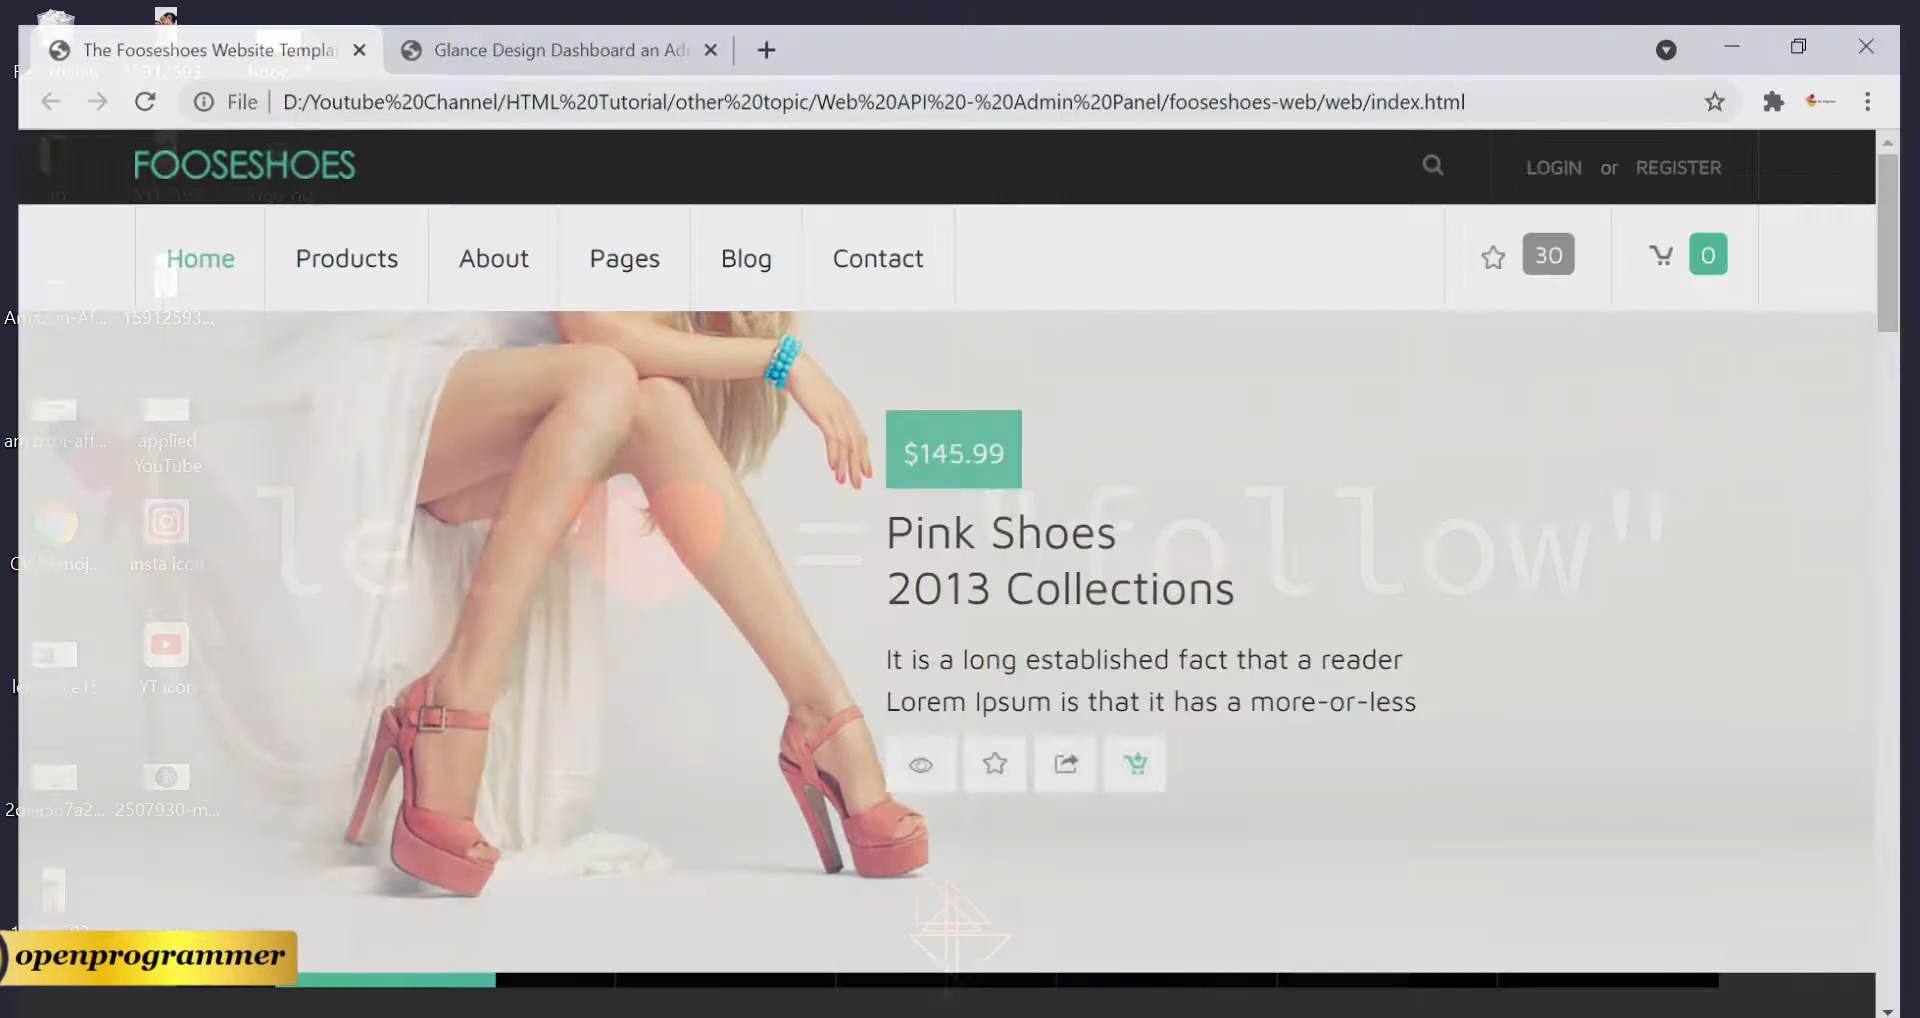 The Fooseshoes Website Templa
Glance Design Dashboard an Ad
File
D:/Youtube%20Channel/HTML%20Tutorial/other%20topic/Web%20API%20-%20Admin%20Panel/fooseshoes-web/web/index.html
FOOSESHOES
LOGIN or REGISTER
Home
Products
About
Pages
Blog
Contact
30
0
15912593...
applied
YouTube
$145.99
= "follow"
Pink Shoes
2013 Collections
insta icon
It is a long established fact that a reader
Lorem Ipsum is that it has a more-or-less
YT icon
2507930-m...
openprogrammer